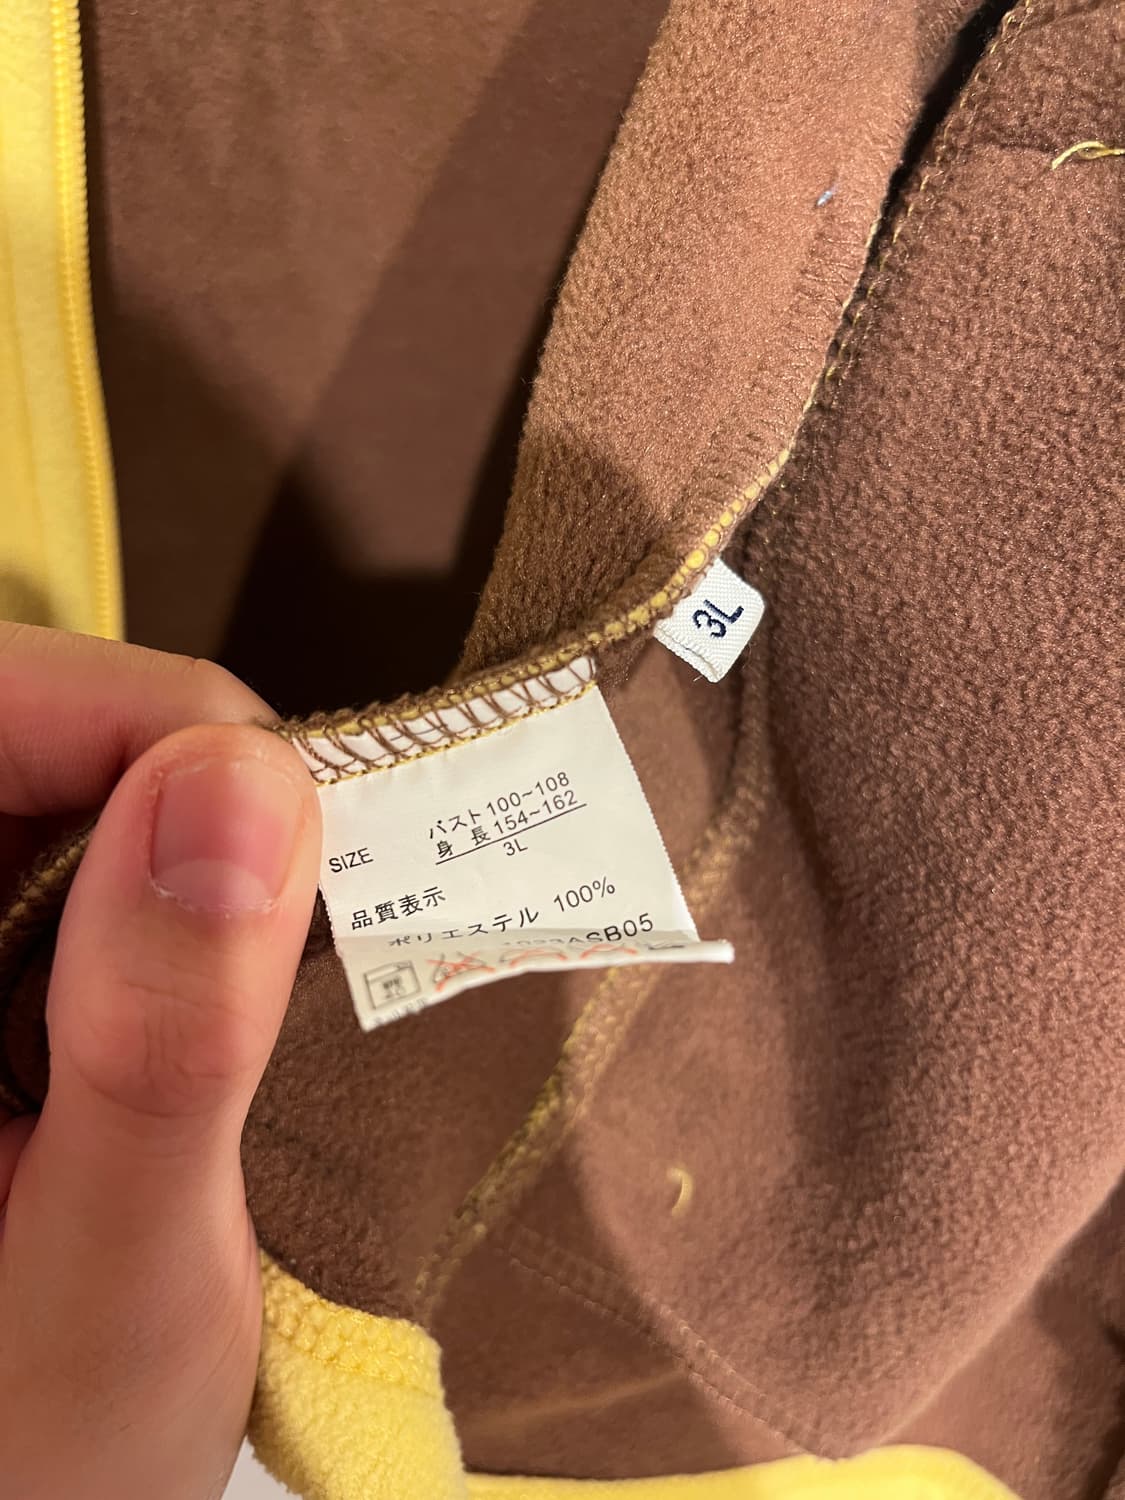 3L
バスト100~108
身 長154~162
SIZE
3L
品質表示
ポリエステル 100%
ASB05